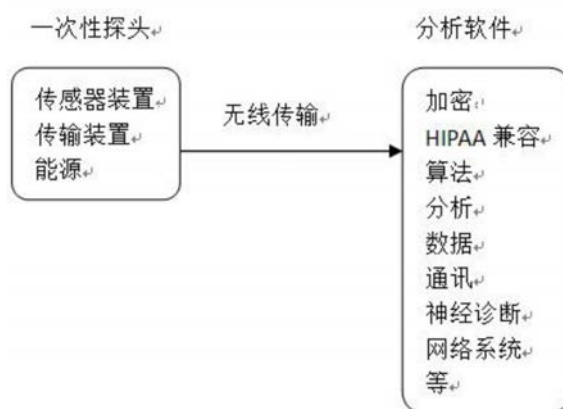 一次性探头
传感器装置
传输装置
能源
无线传输
分析软件
加密
HIPAA 兼容
算法
分析
数据
通讯
神经诊断
网络系统
等